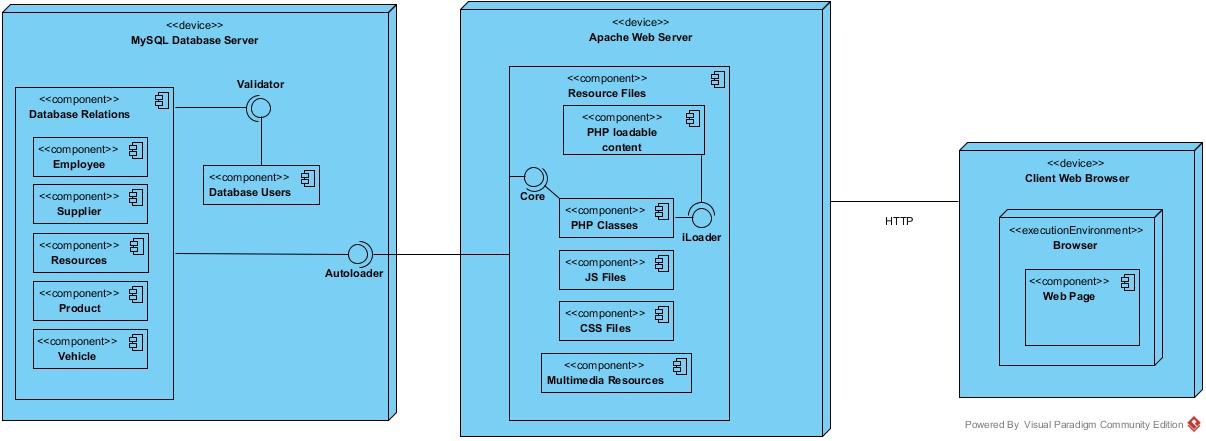 <<device>>
MySQL Database Server
<<component>>
Database Relations
<<component>>
Employee
<<component>>
Supplier
<<component>>
Resources
<<component>>
Product
<<component>>
Vehicle
Validator
<<component>>
Database Users
Autoloader
<<device>>
Apache Web Server
<<component>>
Resource Files
<<component>>
PHP loadable
content
Core
<<component>>
PHP Classes
iLoader
<<component>>
JS Files
<<component>>
CSS Files
<<component>>
Multimedia Resources
HTTP
<<device>>
Client Web Browser
<<executionEnvironment>>
Browser
<<component>>
Web Page
Powered By Visual Paradigm Community Edition